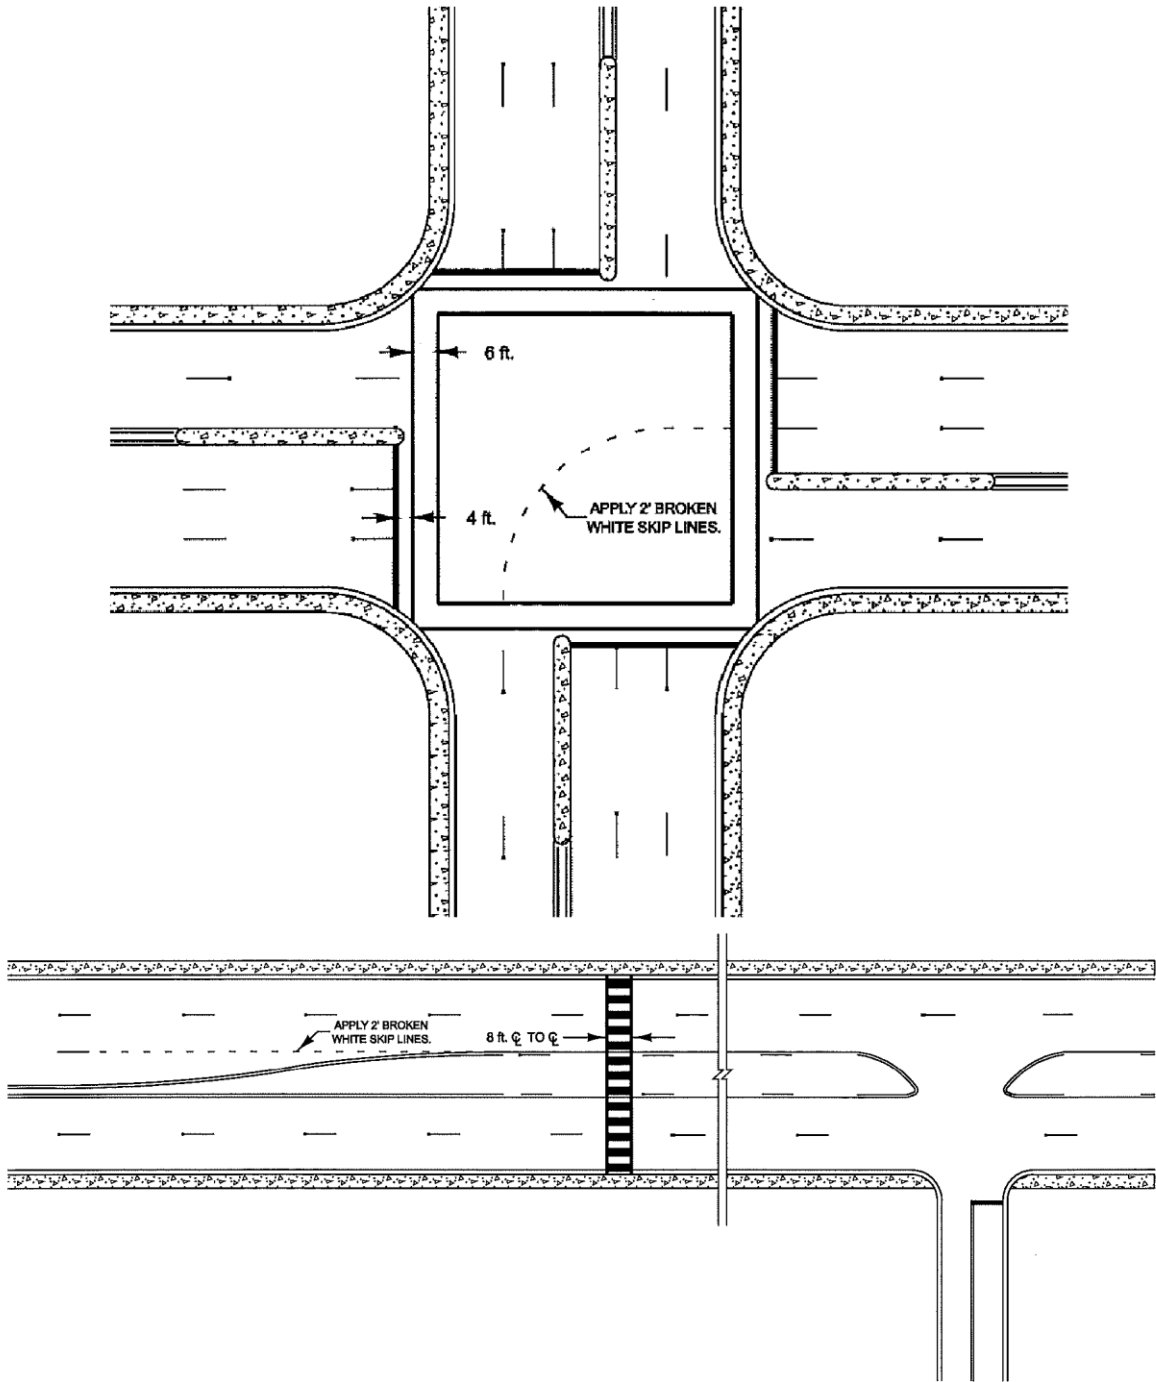 6 ft.
4 ft.
APPLY 2' BROKEN
WHITE SKIP LINES.
APPLY 2' BROKEN
WHITE SKIP LINES.
8 ft. ℄ TO ℄